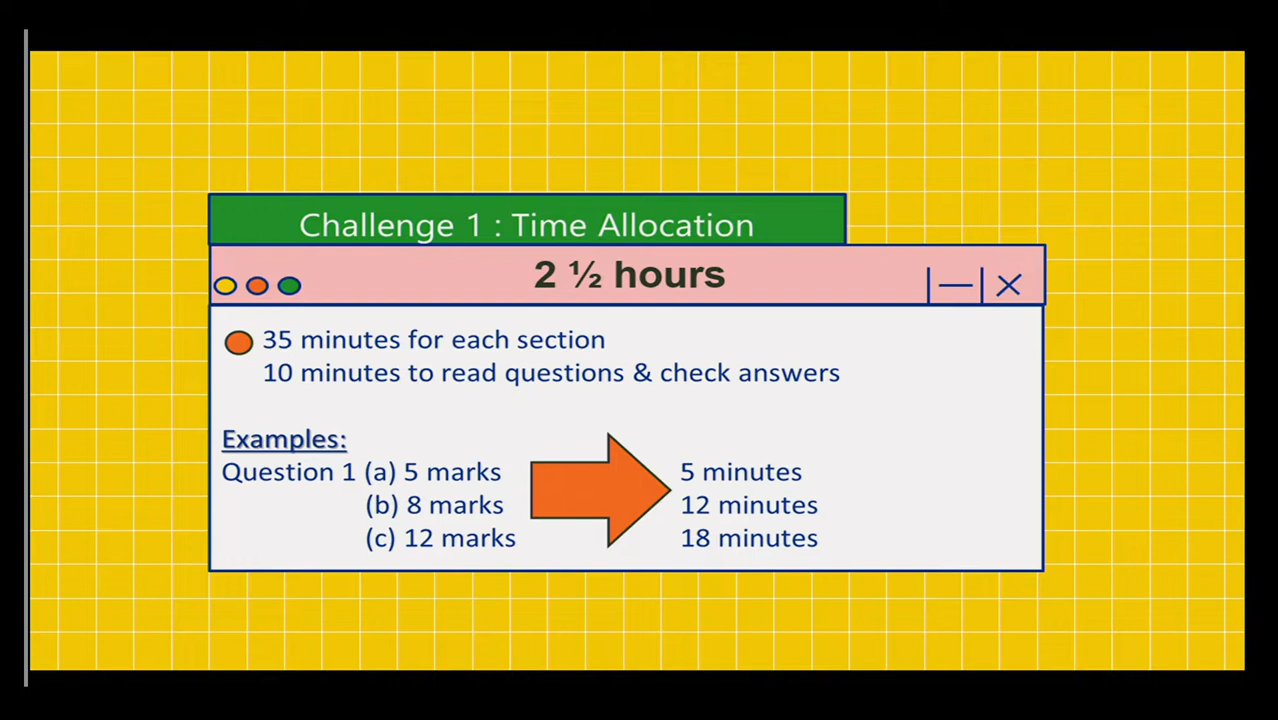 Challenge 1 : Time Allocation
2 ½ hours
35 minutes for each section
10 minutes to read questions & check answers
Examples:
Question 1 (a) 5 marks 5 minutes
(b) 8 marks 12 minutes
(c) 12 marks 18 minutes